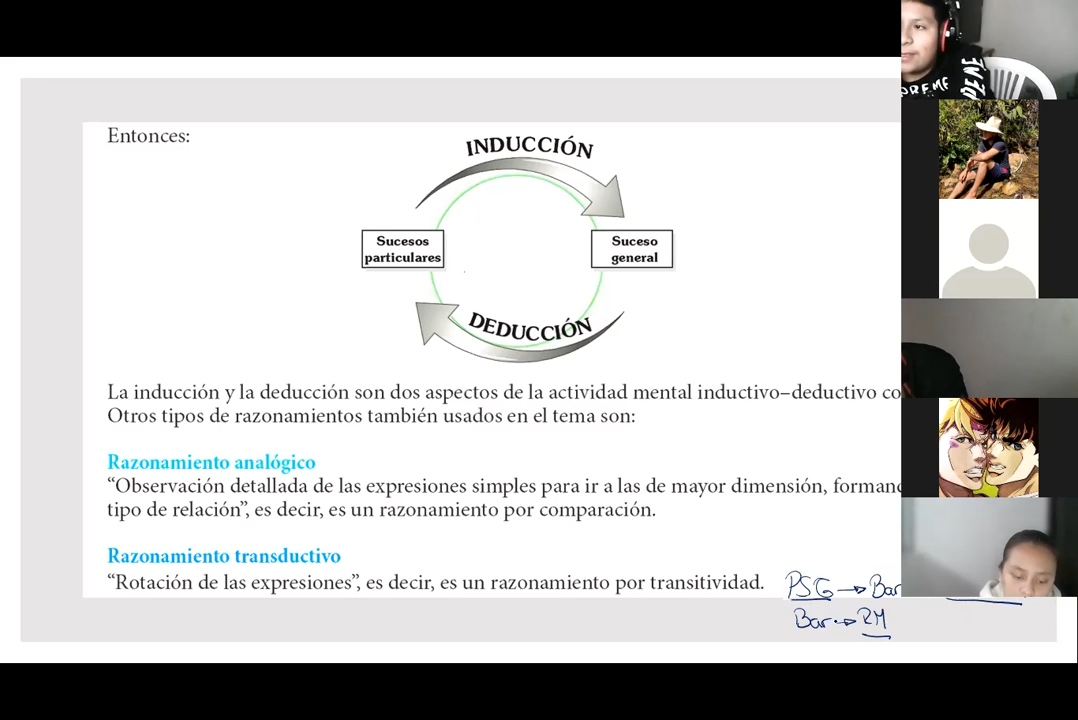 Entonces:
INDUCCIÓN
Sucesos
particulares
Suceso
general
DEDUCCIÓN
La inducción y la deducción son dos aspectos de la actividad mental inductivo–deductivo co
Otros tipos de razonamientos también usados en el tema son:
Razonamiento analógico
“Observación detallada de las expresiones simples para ir a las de mayor dimensión, formand
tipo de relación”, es decir, es un razonamiento por comparación.
Razonamiento transductivo
“Rotación de las expresiones”, es decir, es un razonamiento por transitividad.
PSG → Bar
Bar → RM